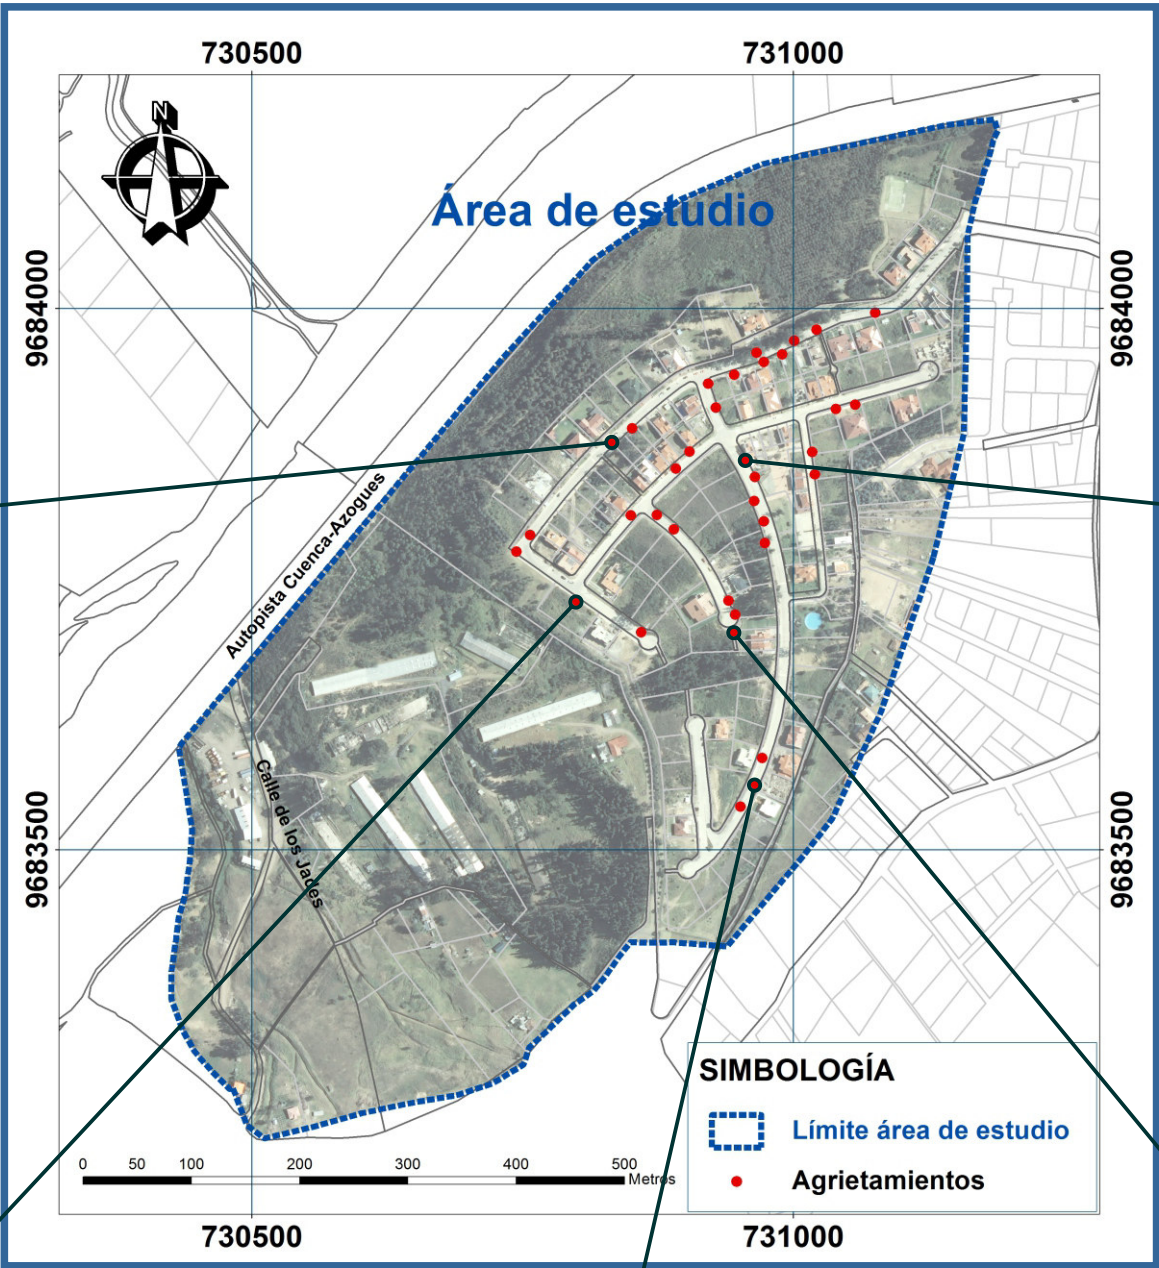 730500 731000
N
Área de estudio
9684000 9684000
Autopista Cuenca-Azogues
Calle de los Jades
9683500 9683500
SIMBOLOGÍA
Límite área de estudio
Agrietamientos
0 50 100 200 300 400 500
Metros
730500 731000